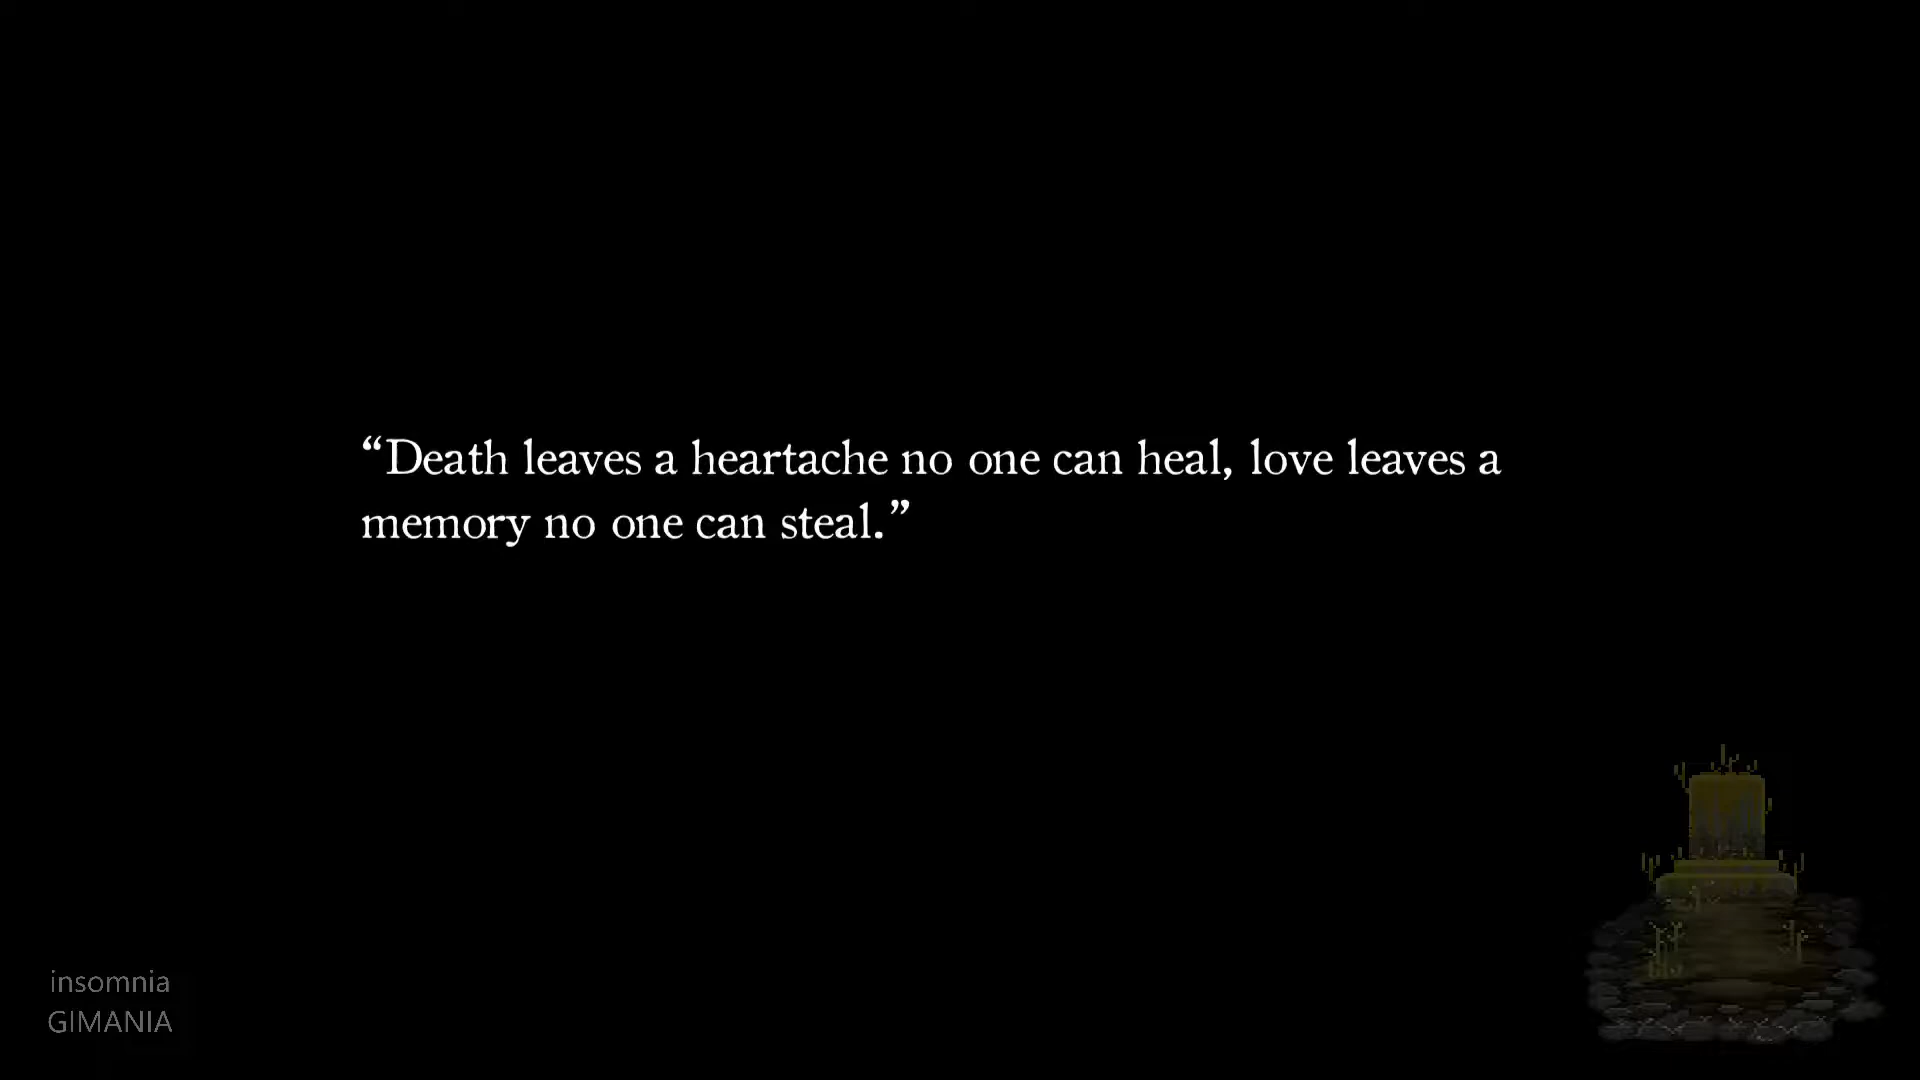 “Death leaves a heartache no one can heal, love leaves a
memory no one can steal.”
insomnia
GIMANIA